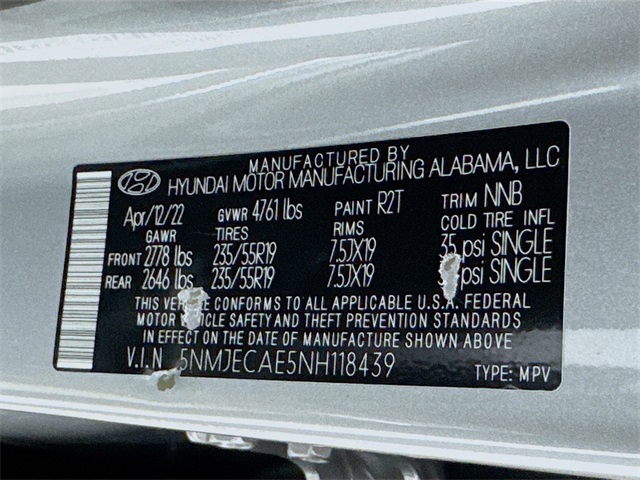 MANUFACTURED BY
HYUNDAI MOTOR MANUFACTURING ALABAMA, LLC
Apr/12/22 GVWR 4761 lbs PAINT R2T TRIM NNB
GAWR TIRES RIMS COLD TIRE INFL
FRONT 2778 lbs 235/55R19 7.5JX19 35 psi SINGLE
REAR 2646 lbs 235/55R19 7.5JX19 psi SINGLE
THIS VEHICLE CONFORMS TO ALL APPLICABLE U.S.A. FEDERAL
MOTOR VEHICLE SAFETY AND THEFT PREVENTION STANDARDS
IN EFFECT ON THE DATE OF MANUFACTURE SHOWN ABOVE
V.I.N. 5NMJECAE5NH118439 TYPE: MPV